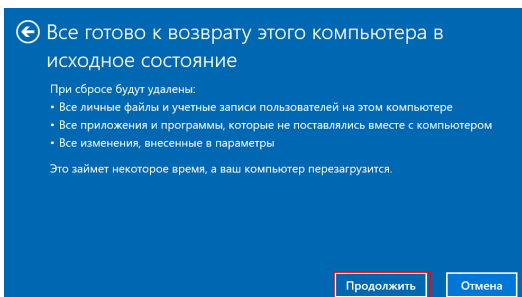 Все готово к возврату этого компьютера в
исходное состояние
При сбросе будут удалены:
• Все личные файлы и учетные записи пользователей на этом компьютере
• Все приложения и программы, которые не поставлялись вместе с компьютером
• Все изменения, внесенные в параметры
Это займет некоторое время, а ваш компьютер перезагрузится.
Продолжить Отмена